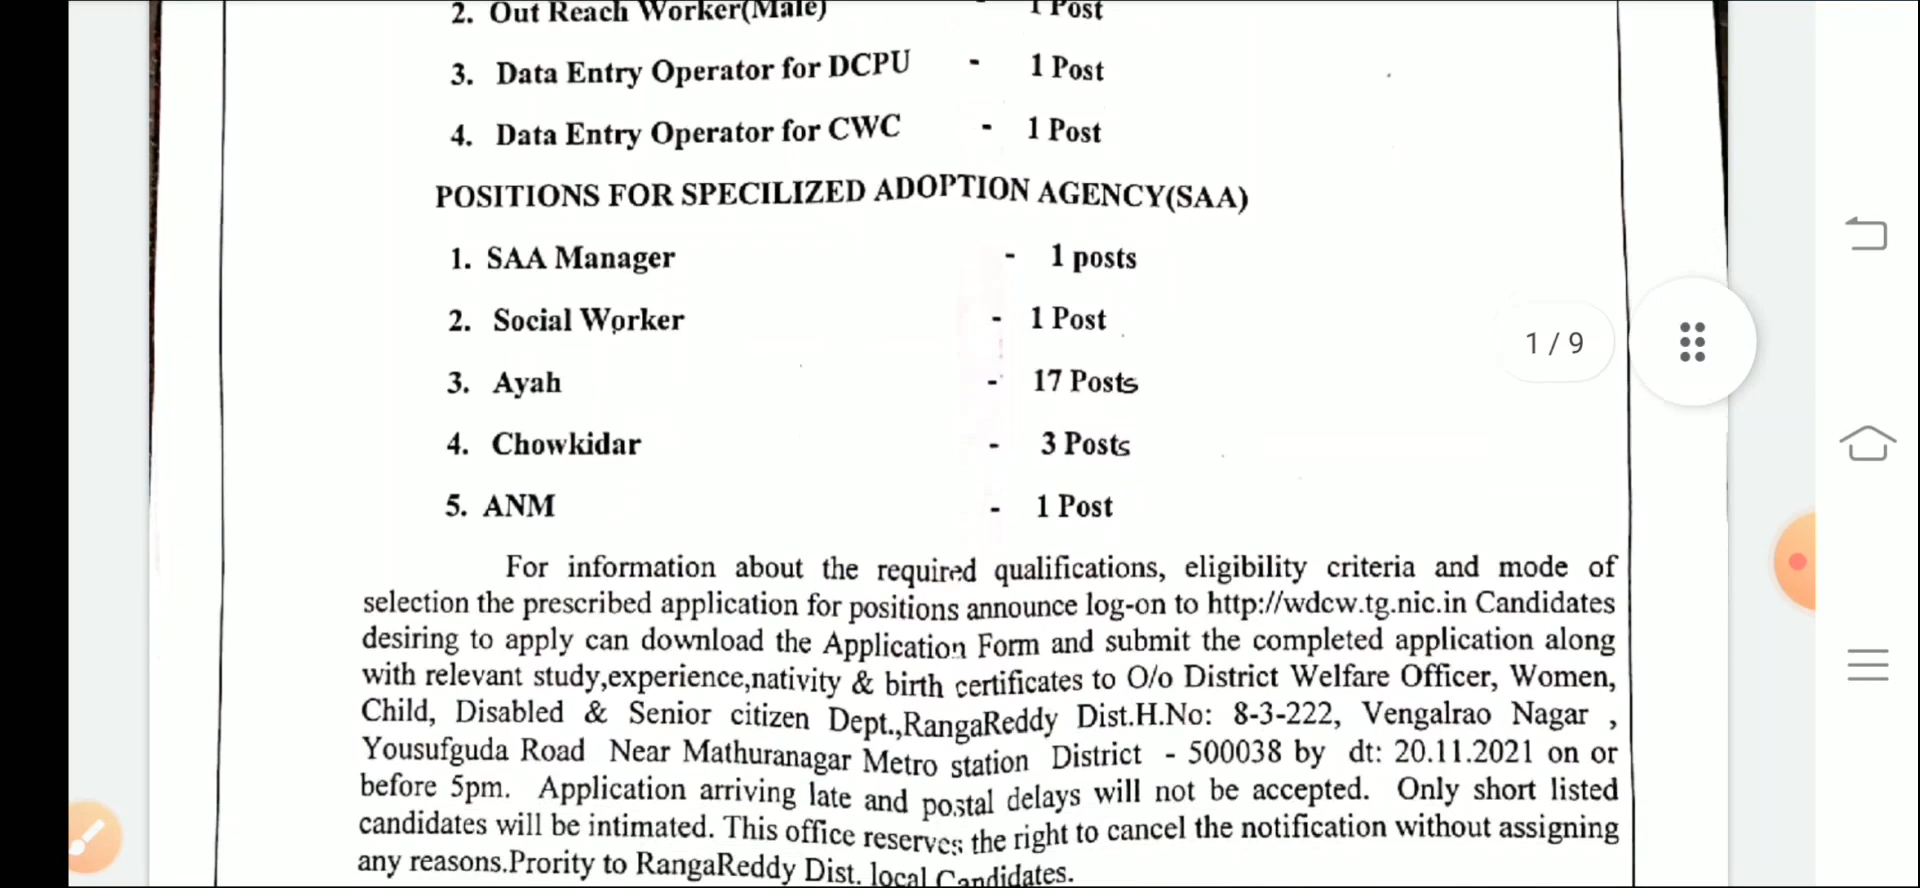 2. Out Reach Worker(Male) - 1 Post
3. Data Entry Operator for DCPU - 1 Post
4. Data Entry Operator for CWC - 1 Post
POSITIONS FOR SPECILIZED ADOPTION AGENCY(SAA)
1. SAA Manager - 1 posts
2. Social Worker - 1 Post
3. Ayah - 17 Posts
4. Chowkidar - 3 Posts
5. ANM - 1 Post
1 / 9
For information about the required qualifications, eligibility criteria and mode of
selection the prescribed application for positions announce log-on to http://wdcw.tg.nic.in Candidates
desiring to apply can download the Application Form and submit the completed application along
with relevant study,experience,nativity & birth certificates to O/o District Welfare Officer, Women,
Child, Disabled & Senior citizen Dept.,RangaReddy Dist.H.No: 8-3-222, Vengalrao Nagar ,
Yousufguda Road Near Mathuranagar Metro station District - 500038 by dt: 20.11.2021 on or
before 5pm. Application arriving late and postal delays will not be accepted. Only short listed
candidates will be intimated. This office reserves the right to cancel the notification without assigning
any reasons.Prority to RangaReddy Dist. local Candidates.